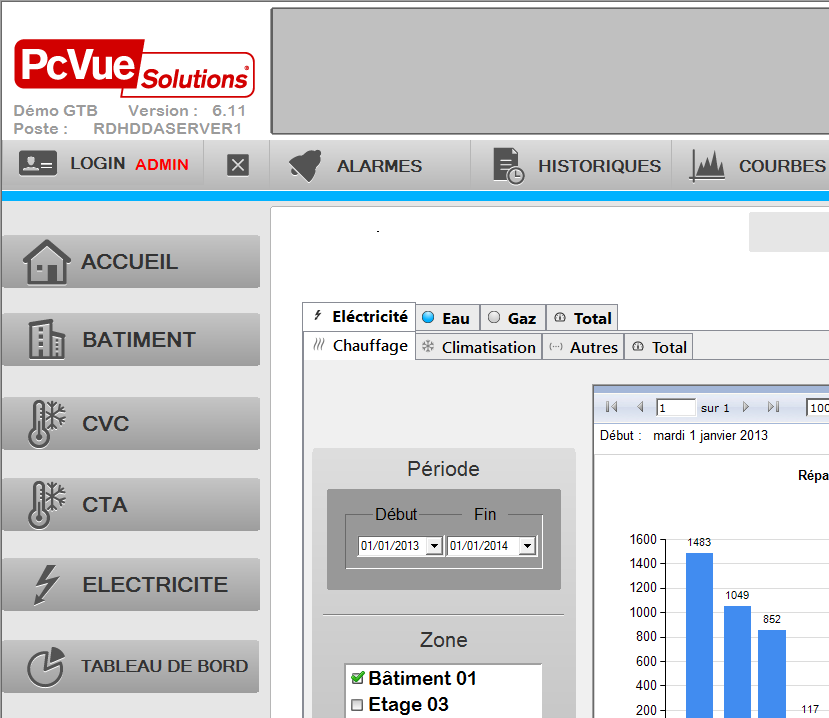 PcVue Solutions
Démo GTB Version : 6.11
Poste : RDHDDASERVER1
LOGIN ADMIN ALARMES HISTORIQUES COURBES
ACCUEIL
BATIMENT
CVC
CTA
ELECTRICITE
TABLEAU DE BORD
Eléctricité Eau Gaz Total
Chauffage Climatisation Autres Total
1 sur 1 100
Début : mardi 1 janvier 2013
Période
Début Fin
01/01/2013 01/01/2014
Zone
Bâtiment 01
Etage 03
Répa
1600
1400
1200
1000
800
600
400
200
1483
1049
852
117